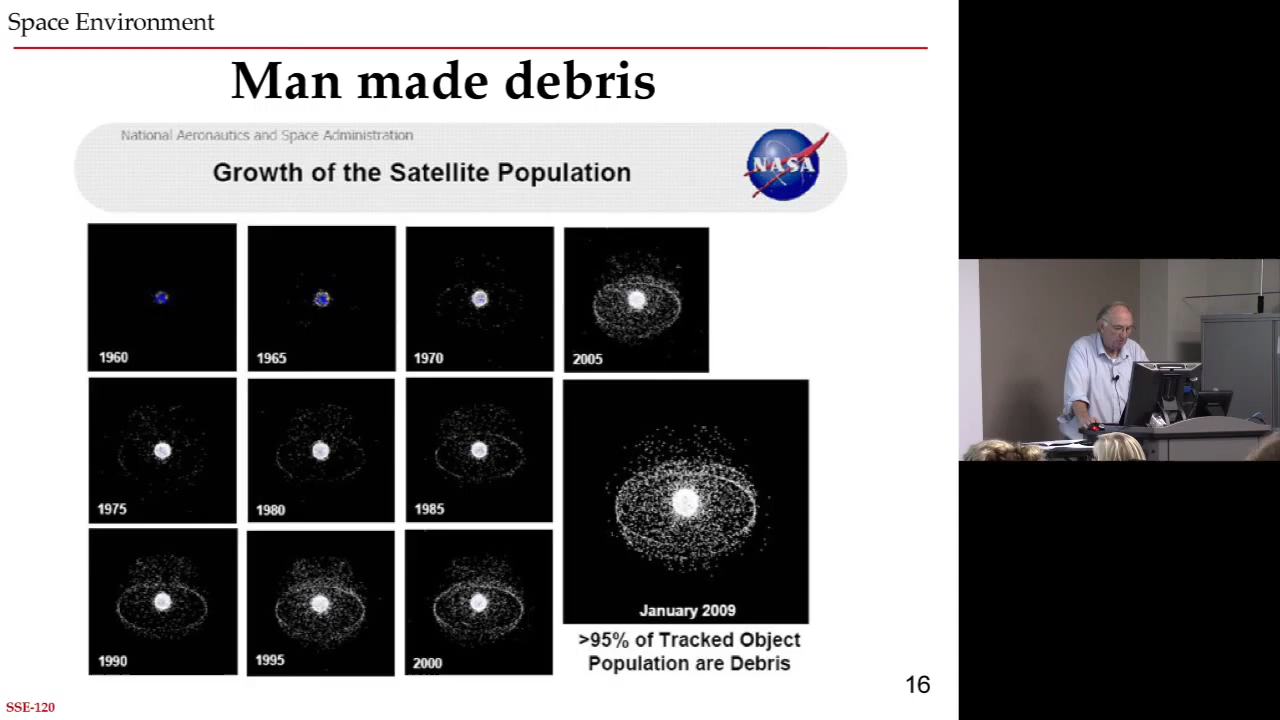 Space Environment
Man made debris
National Aeronautics and Space Administration
Growth of the Satellite Population
NASA
1960
1965
1970
2005
1975
1980
1985
1990
1995
2000
January 2009
>95% of Tracked Object
Population are Debris
16
SSE-120